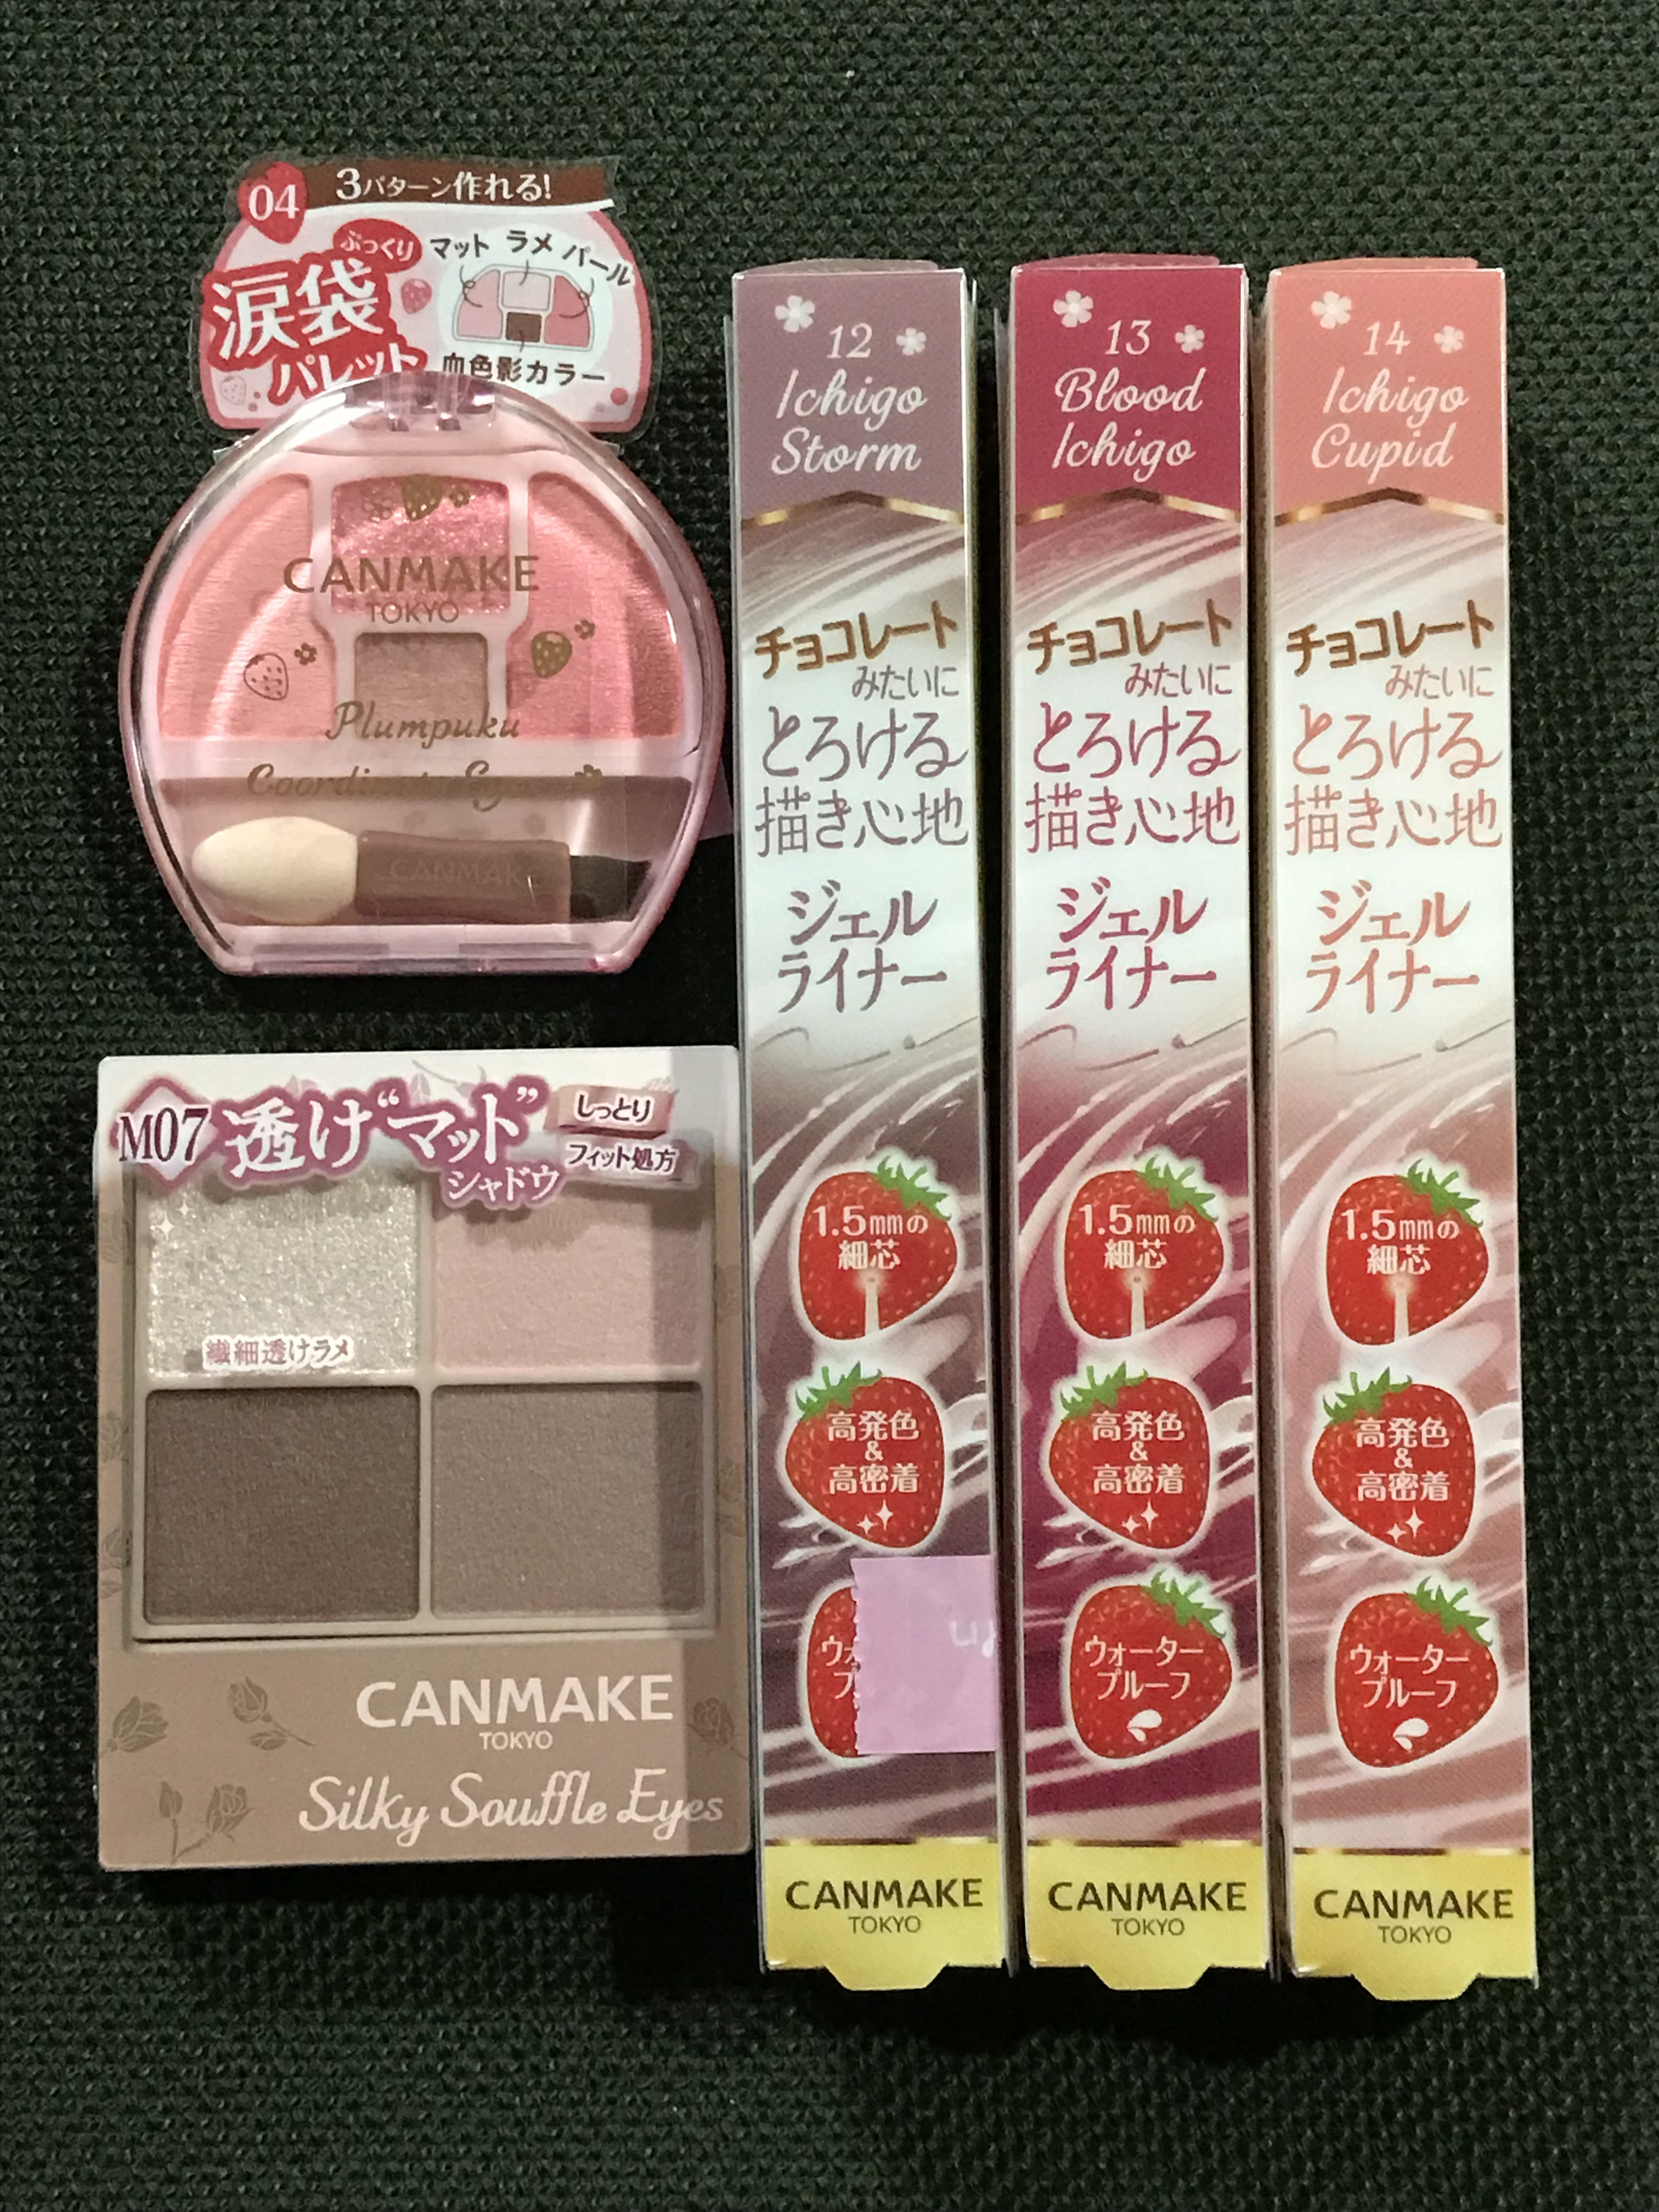 04
3パターン作れる!
ぷっくり
涙袋
パレット
マット ラメ パール
血色影カラー
CANMAKE
TOKYO
Plumpuku
Coordinate Eyes
CANMAKE
M07
透け“マット”
シャドウ
しっとり
フィット処方
繊細透けラメ
CANMAKE
TOKYO
Silky Souffle Eyes
12
Ichigo
Storm
チョコレート
みたいに
とろける
描き心地
ジェル
ライナー
1.5mmの
細芯
高発色
&
高密着
ウォ
プ
CANMAKE
TOKYO
13
Blood
Ichigo
チョコレート
みたいに
とろける
描き心地
ジェル
ライナー
1.5mmの
細芯
高発色
&
高密着
ウォーター
プルーフ
CANMAKE
TOKYO
14
Ichigo
Cupid
チョコレート
みたいに
とろける
描き心地
ジェル
ライナー
1.5mmの
細芯
高発色
&
高密着
ウォーター
プルーフ
CANMAKE
TOKYO